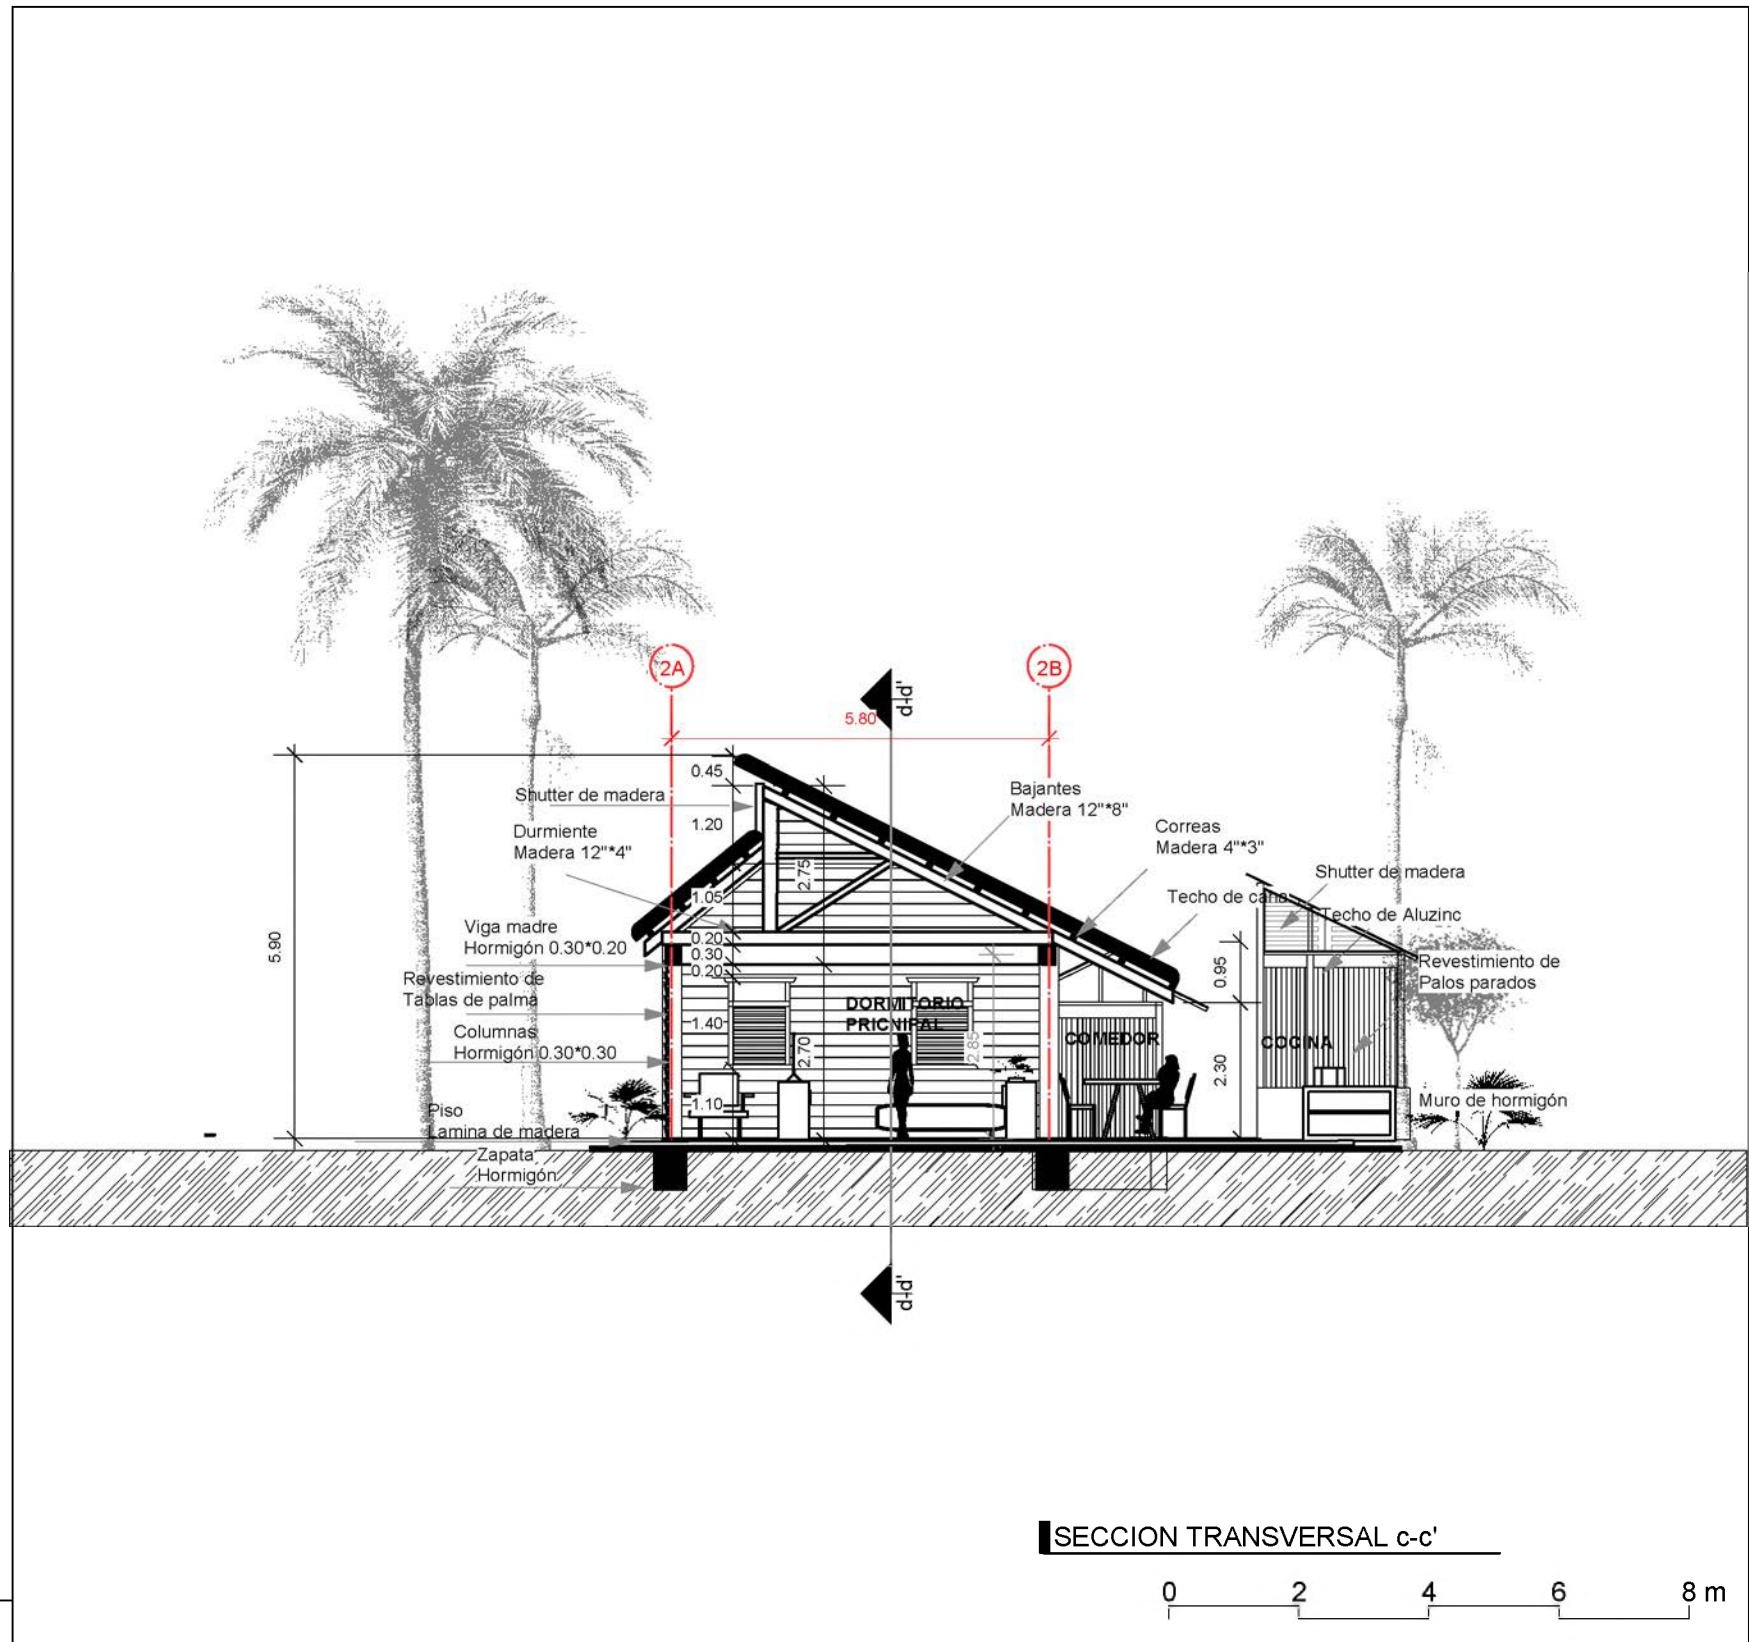 2A
2B
d-d'
5.80
0.45
Shutter de madera
1.20
Bajantes
Madera 12"*8"
Durmiente
Madera 12"*4"
Correas
Madera 4"*3"
2.75
Shutter de madera
1.05
Techo de cana
Techo de Aluzinc
Viga madre
Hormigón 0.30*0.20
0.20
0.30
0.20
5.90
0.95
Revestimiento de
Palos parados
Revestimiento de
Tablas de palma
DORMITORIO
PRICNIPAL
1.40
Columnas
Hormigón 0.30*0.30
2.70
2.85
COMEDOR
COCINA
2.30
1.10
Muro de hormigón
Piso
Lamina de madera
Zapata
Hormigón
d-d'
SECCION TRANSVERSAL c-c'
0 2 4 6 8 m